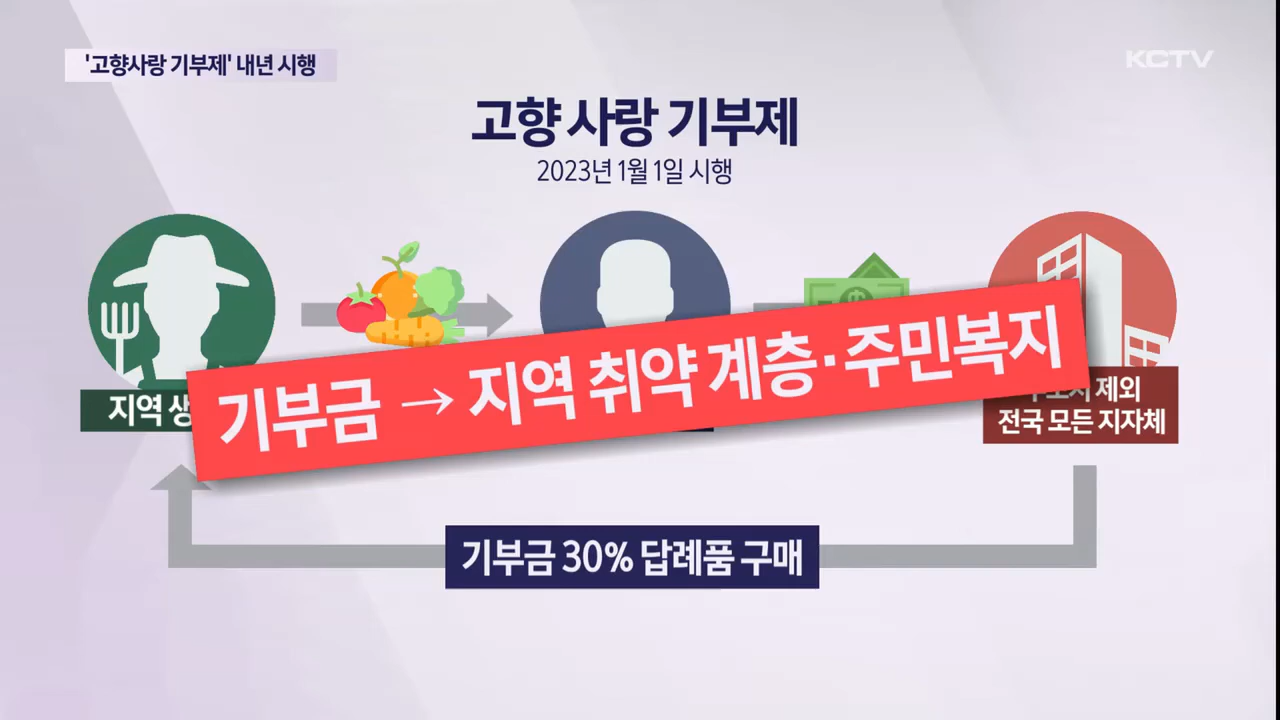 '고향사랑 기부제' 내년 시행
KCTV
고향 사랑 기부제
2023년 1월 1일 시행
기부금 → 지역 취약 계층·주민복지
지역
제외
전국 모든 지자체
기부금 30% 답례품 구매